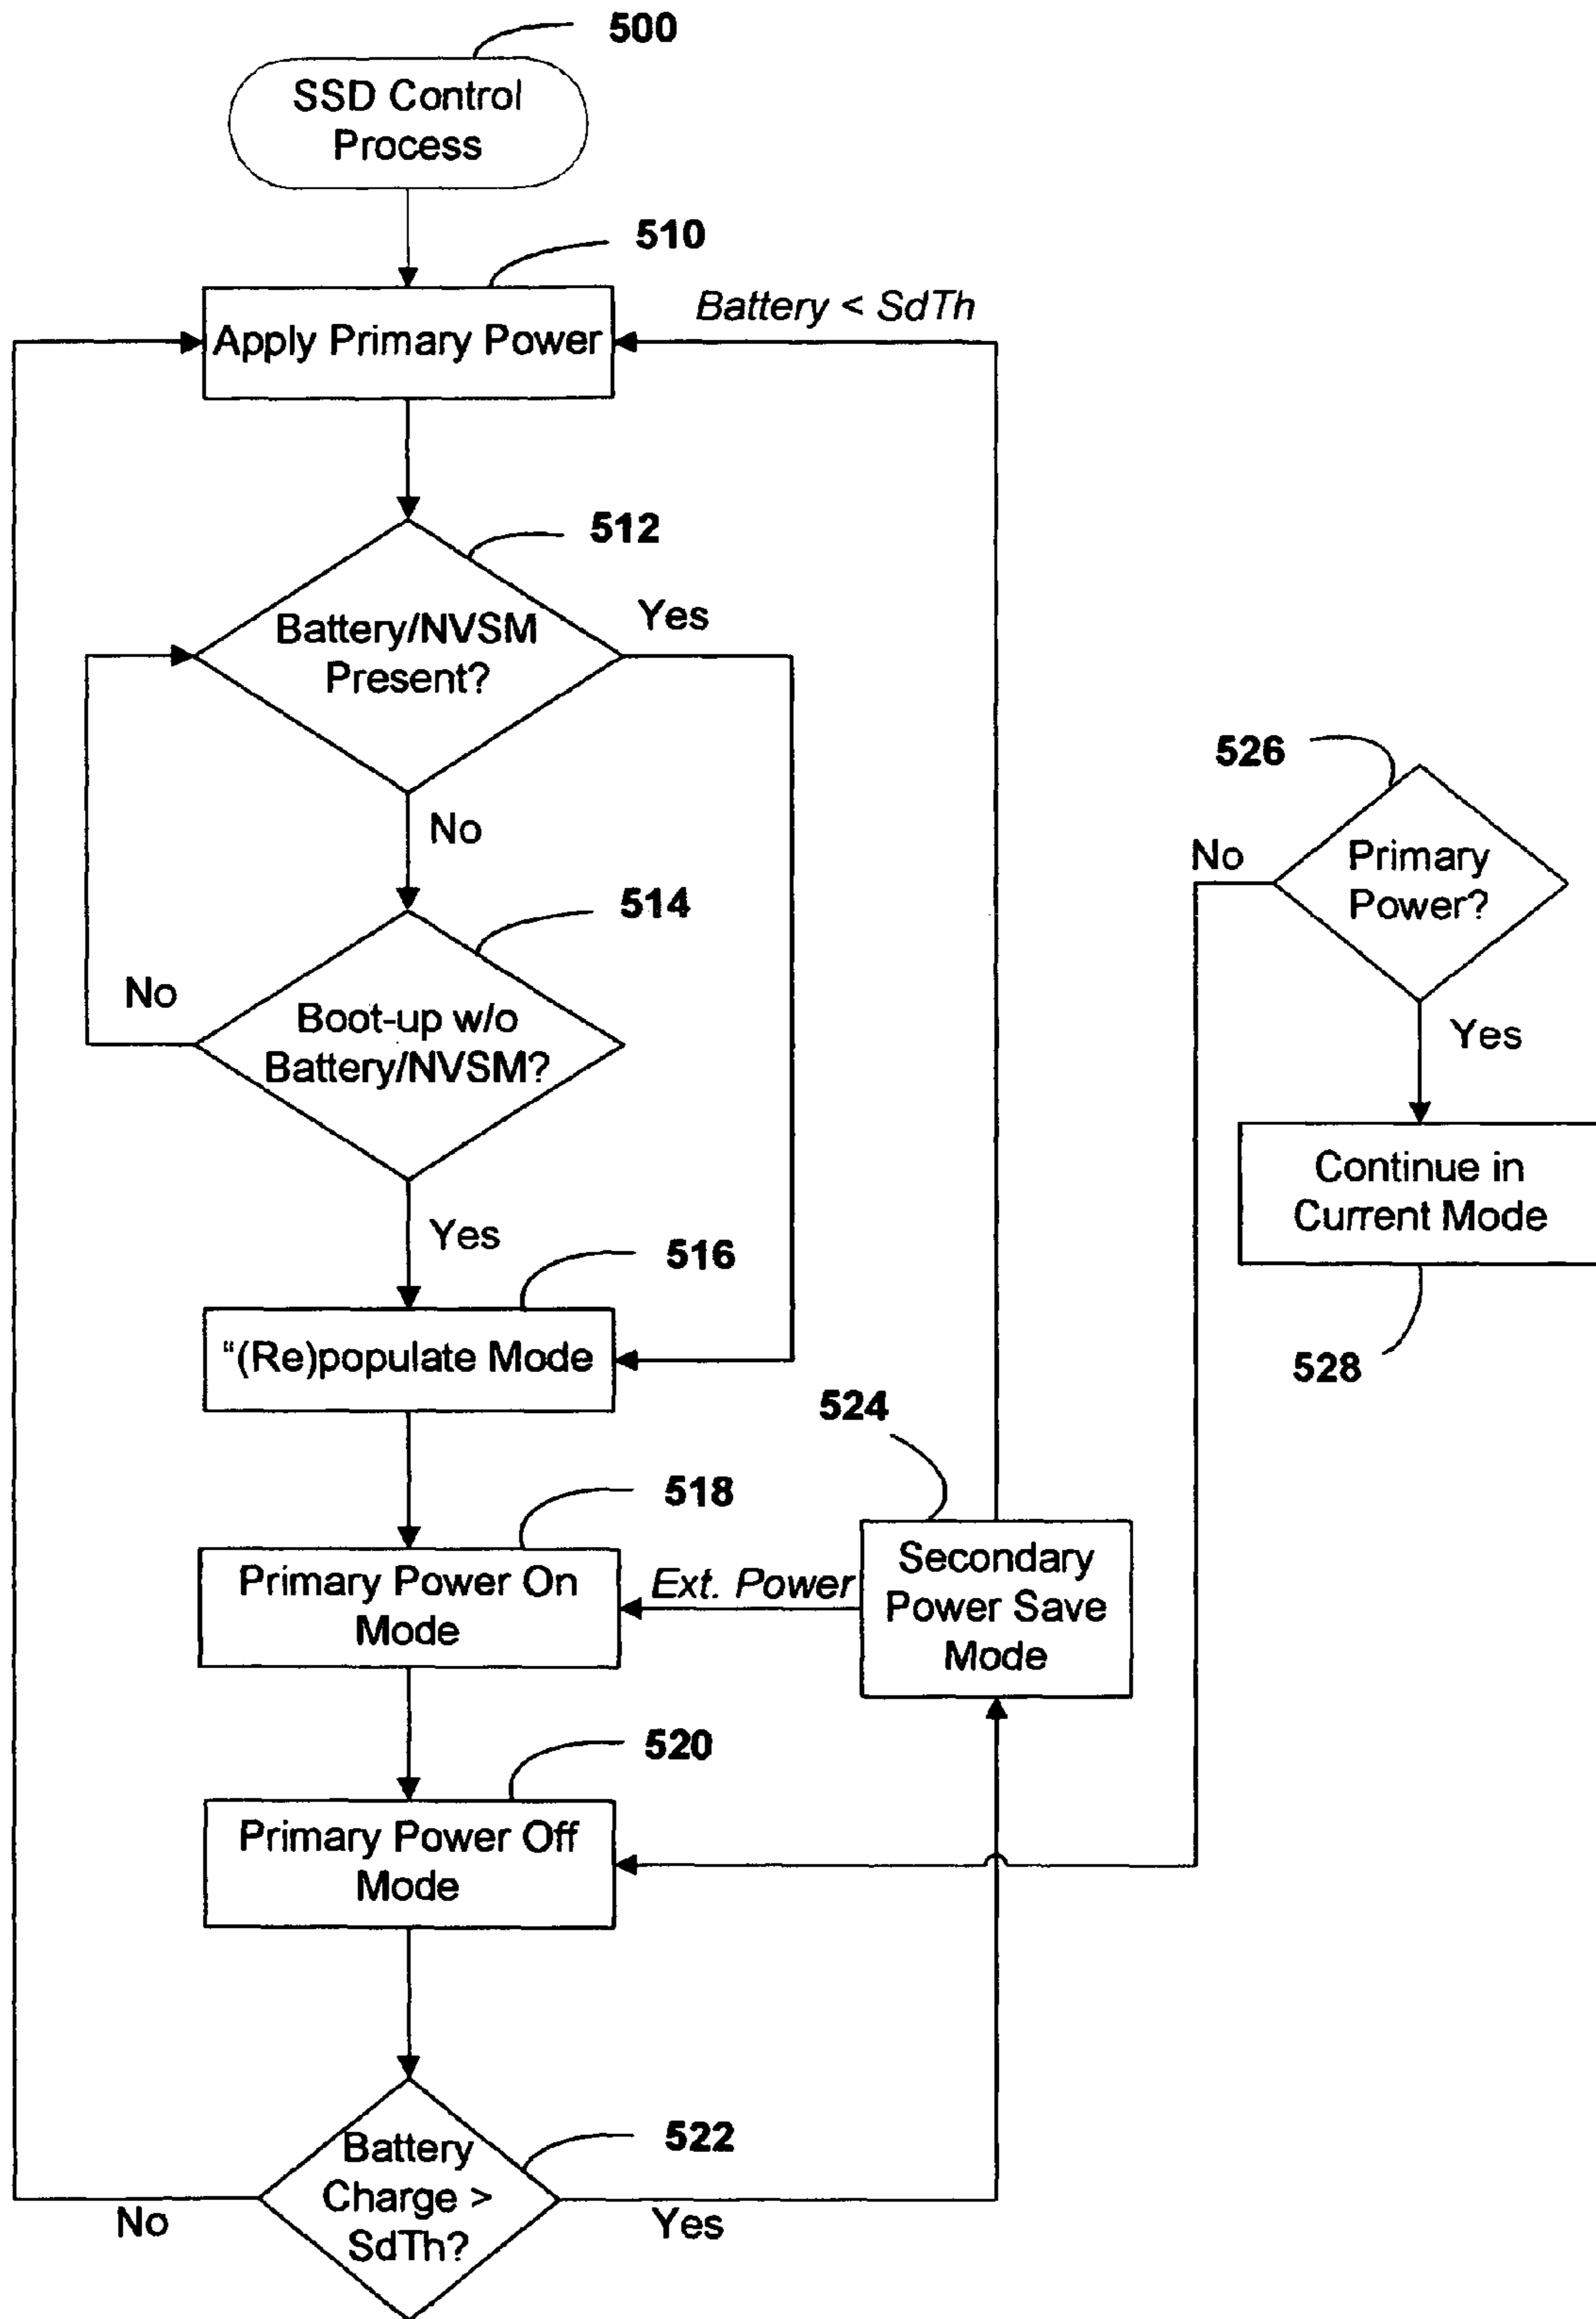 500
SSD Control
Process
510
Battery < SdTh
Apply Primary Power
512
Battery/NVSM
Present?
Yes
No
526
Primary
Power?
No
Yes
514
Boot-up w/o
Battery/NVSM?
No
Yes
Continue in
Current Mode
528
516
“(Re)populate Mode
524
518
Secondary
Power Save
Mode
Primary Power On
Mode
Ext. Power
520
Primary Power Off
Mode
522
Battery
Charge >
SdTh?
No
Yes